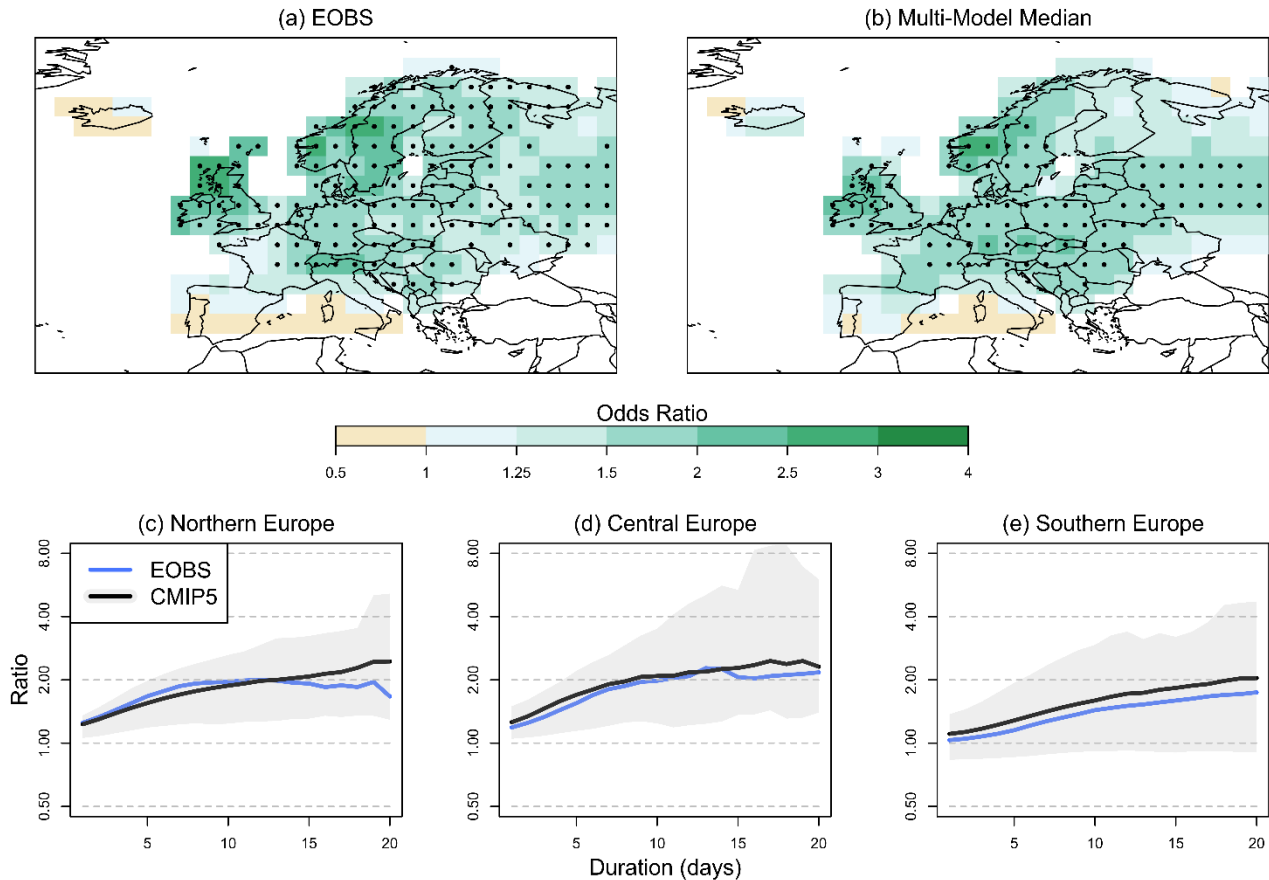 (a) EOBS
(b) Multi-Model Median
Odds Ratio
0.5 1 1.25 1.5 2 2.5 3 4
(c) Northern Europe
(d) Central Europe
(e) Southern Europe
EOBS
CMIP5
Ratio
8.00
4.00
2.00
1.00
0.50
8.00
4.00
2.00
1.00
0.50
8.00
4.00
2.00
1.00
0.50
5 10 15 20
5 10 15 20
5 10 15 20
Duration (days)